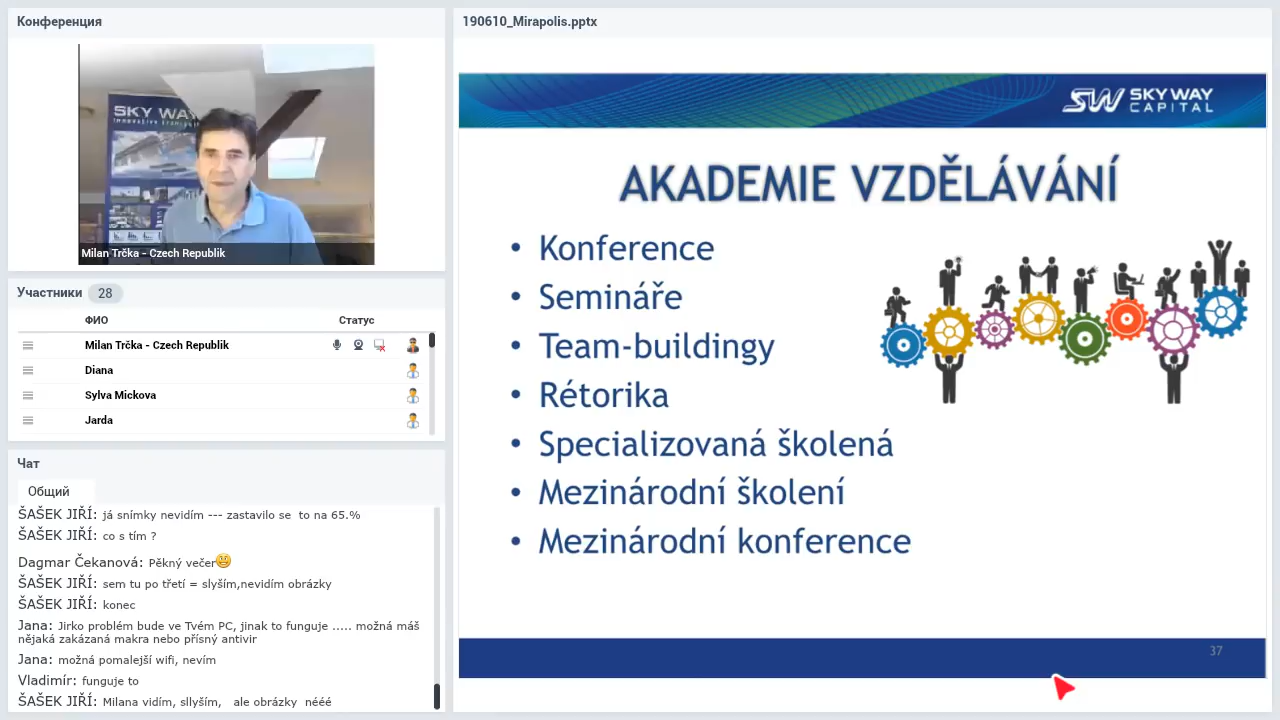 Конференция
SKY WAY
Milan Trčka - Czech Republik
Участники 28
ФИО Статус
Milan Trčka - Czech Republik
Diana
Sylva Mickova
Jarda
Чат
Общий
ŠAŠEK JIŘÍ: já snímky nevidím --- zastavilo se to na 65.%
ŠAŠEK JIŘÍ: co s tím ?
Dagmar Čekanová: Pěkný večer
ŠAŠEK JIŘÍ: sem tu po třetí = slyším,nevidím obrázky
ŠAŠEK JIŘÍ: konec
Jana: Jirko problém bude ve Tvém PC, jinak to funguje ..... možná máš
nějaká zakázaná makra nebo přísný antivir
Jana: možná pomalejší wifi, nevím
Vladimír: funguje to
ŠAŠEK JIŘÍ: Milana vidím, sllyším, ale obrázky nééé
190610_Mirapolis.pptx
SW SKY WAY
CAPITAL
AKADEMIE VZDĚLÁVÁNÍ
• Konference
• Semináře
• Team-buildingy
• Rétorika
• Specializovaná školená
• Mezinárodní školení
• Mezinárodní konference
37